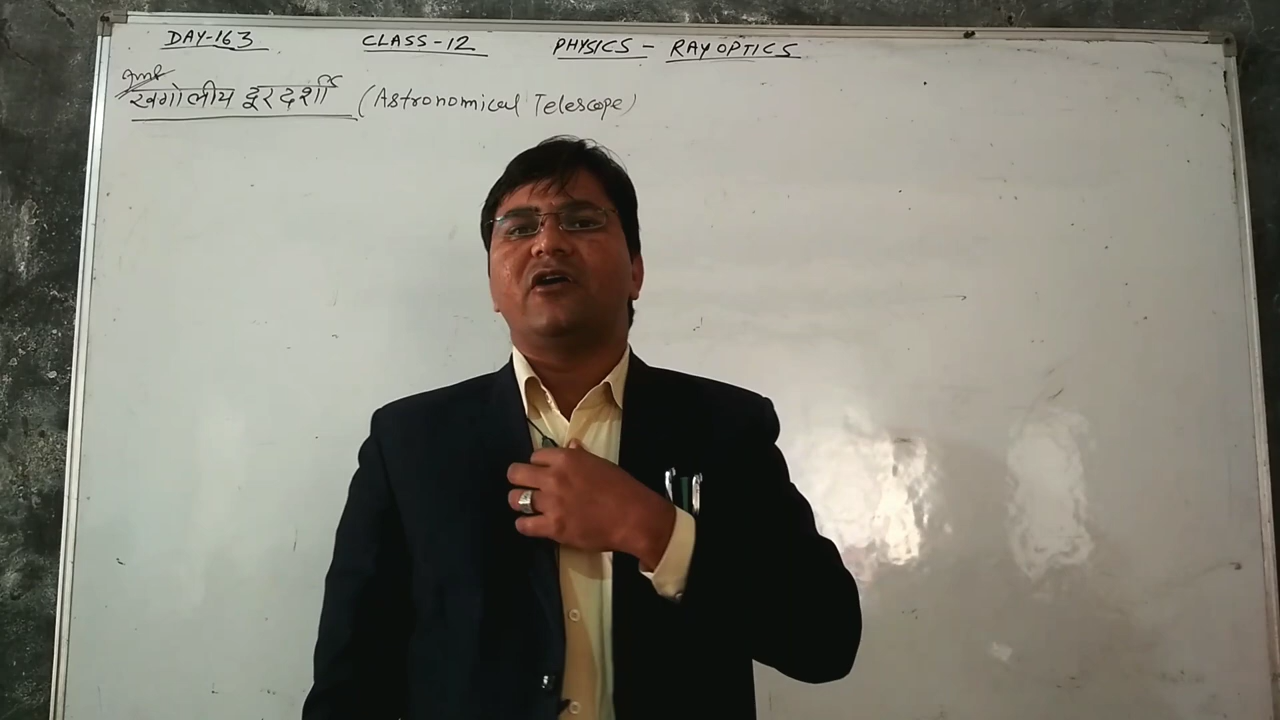 DAY-163 CLASS-12 PHYSICS - RAY OPTICS
Imp
खगोलीय दूरदर्शी (Astronomical Telescope)